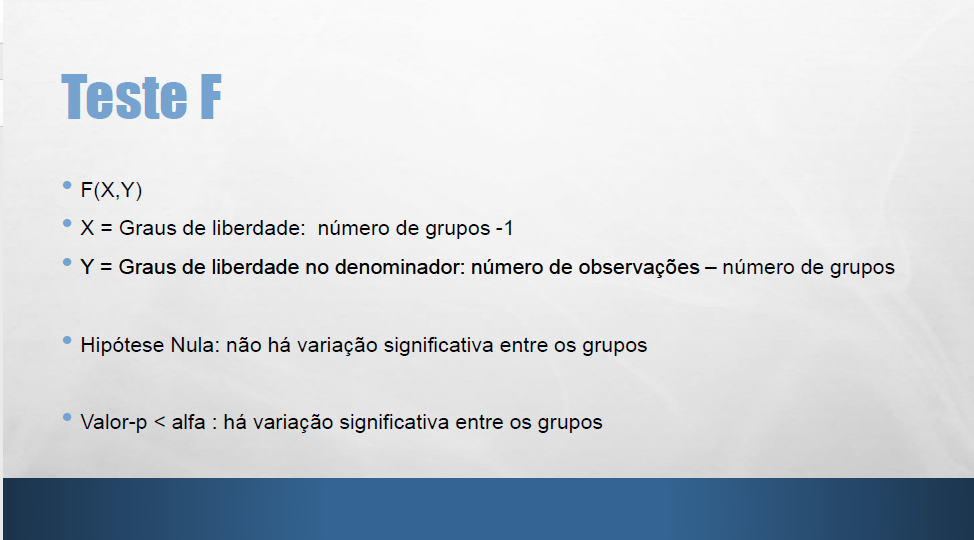 Teste F
• F(X,Y)
• X = Graus de liberdade:  número de grupos -1
• Y = Graus de liberdade no denominador: número de observações – número de grupos
• Hipótese Nula: não há variação significativa entre os grupos
• Valor-p < alfa : há variação significativa entre os grupos